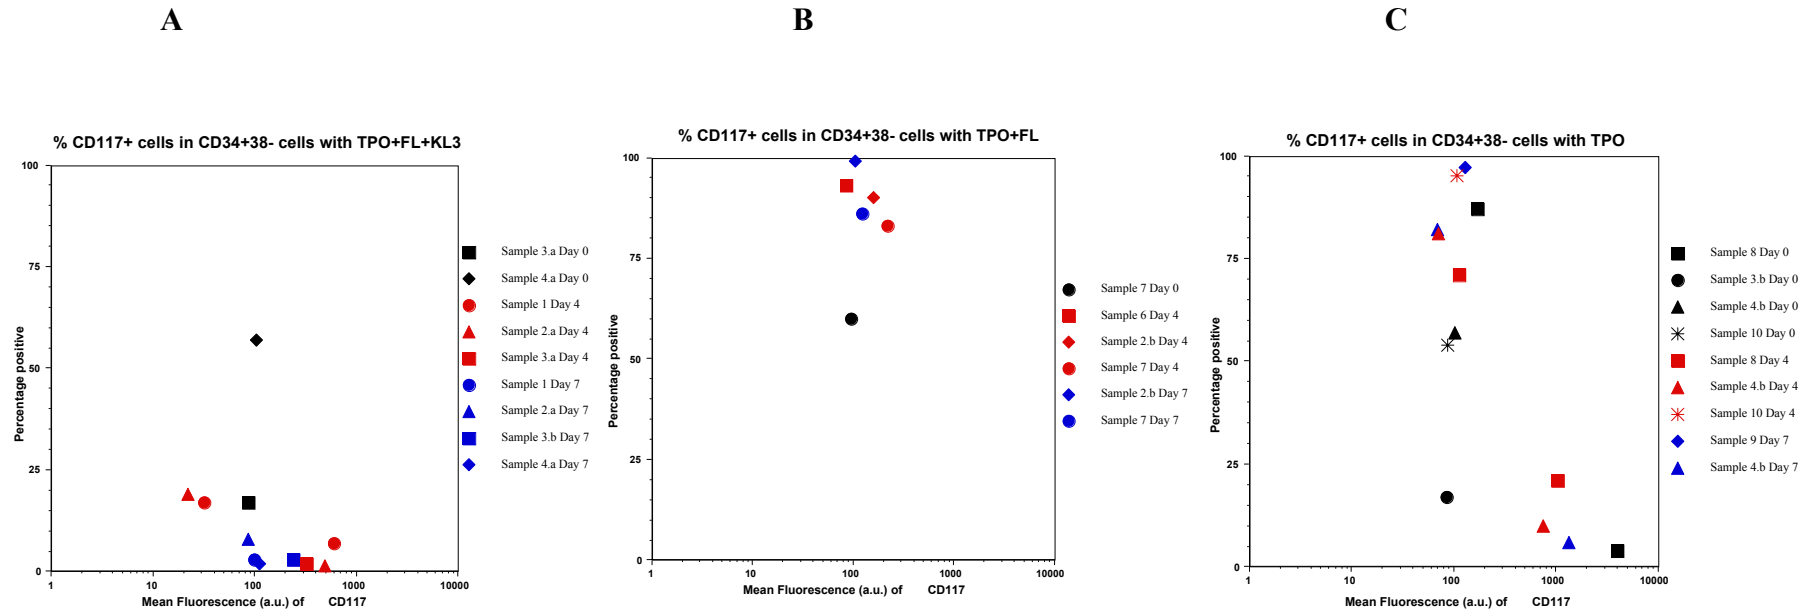 A
B
C
% CD117+ cells in CD34+38- cells with TPO+FL+KL3
100
75
50
25
0
1
10
100
1000
10000
Percentage positive
Mean Fluorescence (a.u.) of CD117
Sample 3.a Day 0
Sample 4.a Day 0
Sample 1 Day 4
Sample 2.a Day 4
Sample 3.a Day 4
Sample 1 Day 7
Sample 2.a Day 7
Sample 3.b Day 7
Sample 4.a Day 7
% CD117+ cells in CD34+38- cells with TPO+FL
100
75
50
25
0
1
10
100
1000
10000
Percentage positive
Mean Fluorescence (a.u.) of CD117
Sample 7 Day 0
Sample 6 Day 4
Sample 2.b Day 4
Sample 7 Day 4
Sample 2.b Day 7
Sample 7 Day 7
% CD117+ cells in CD34+38- cells with TPO
100
75
50
25
0
1
10
100
1000
10000
Percentage positive
Mean Fluorescence (a.u.) of CD117
Sample 8 Day 0
Sample 3.b Day 0
Sample 4.b Day 0
Sample 10 Day 0
Sample 8 Day 4
Sample 4.b Day 4
Sample 10 Day 4
Sample 9 Day 7
Sample 4.b Day 7